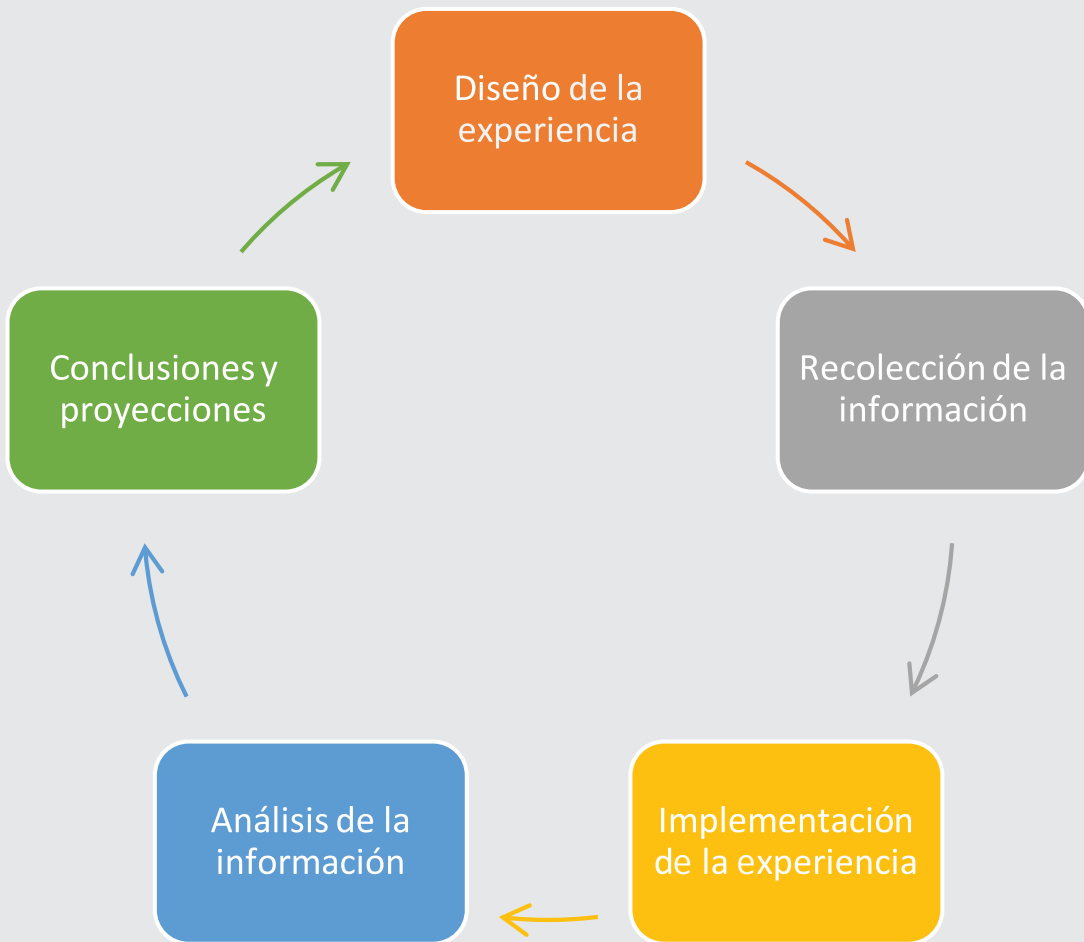 Diseño de la
experiencia
Recolección de la
información
Implementación
de la experiencia
Análisis de la
información
Conclusiones y
proyecciones